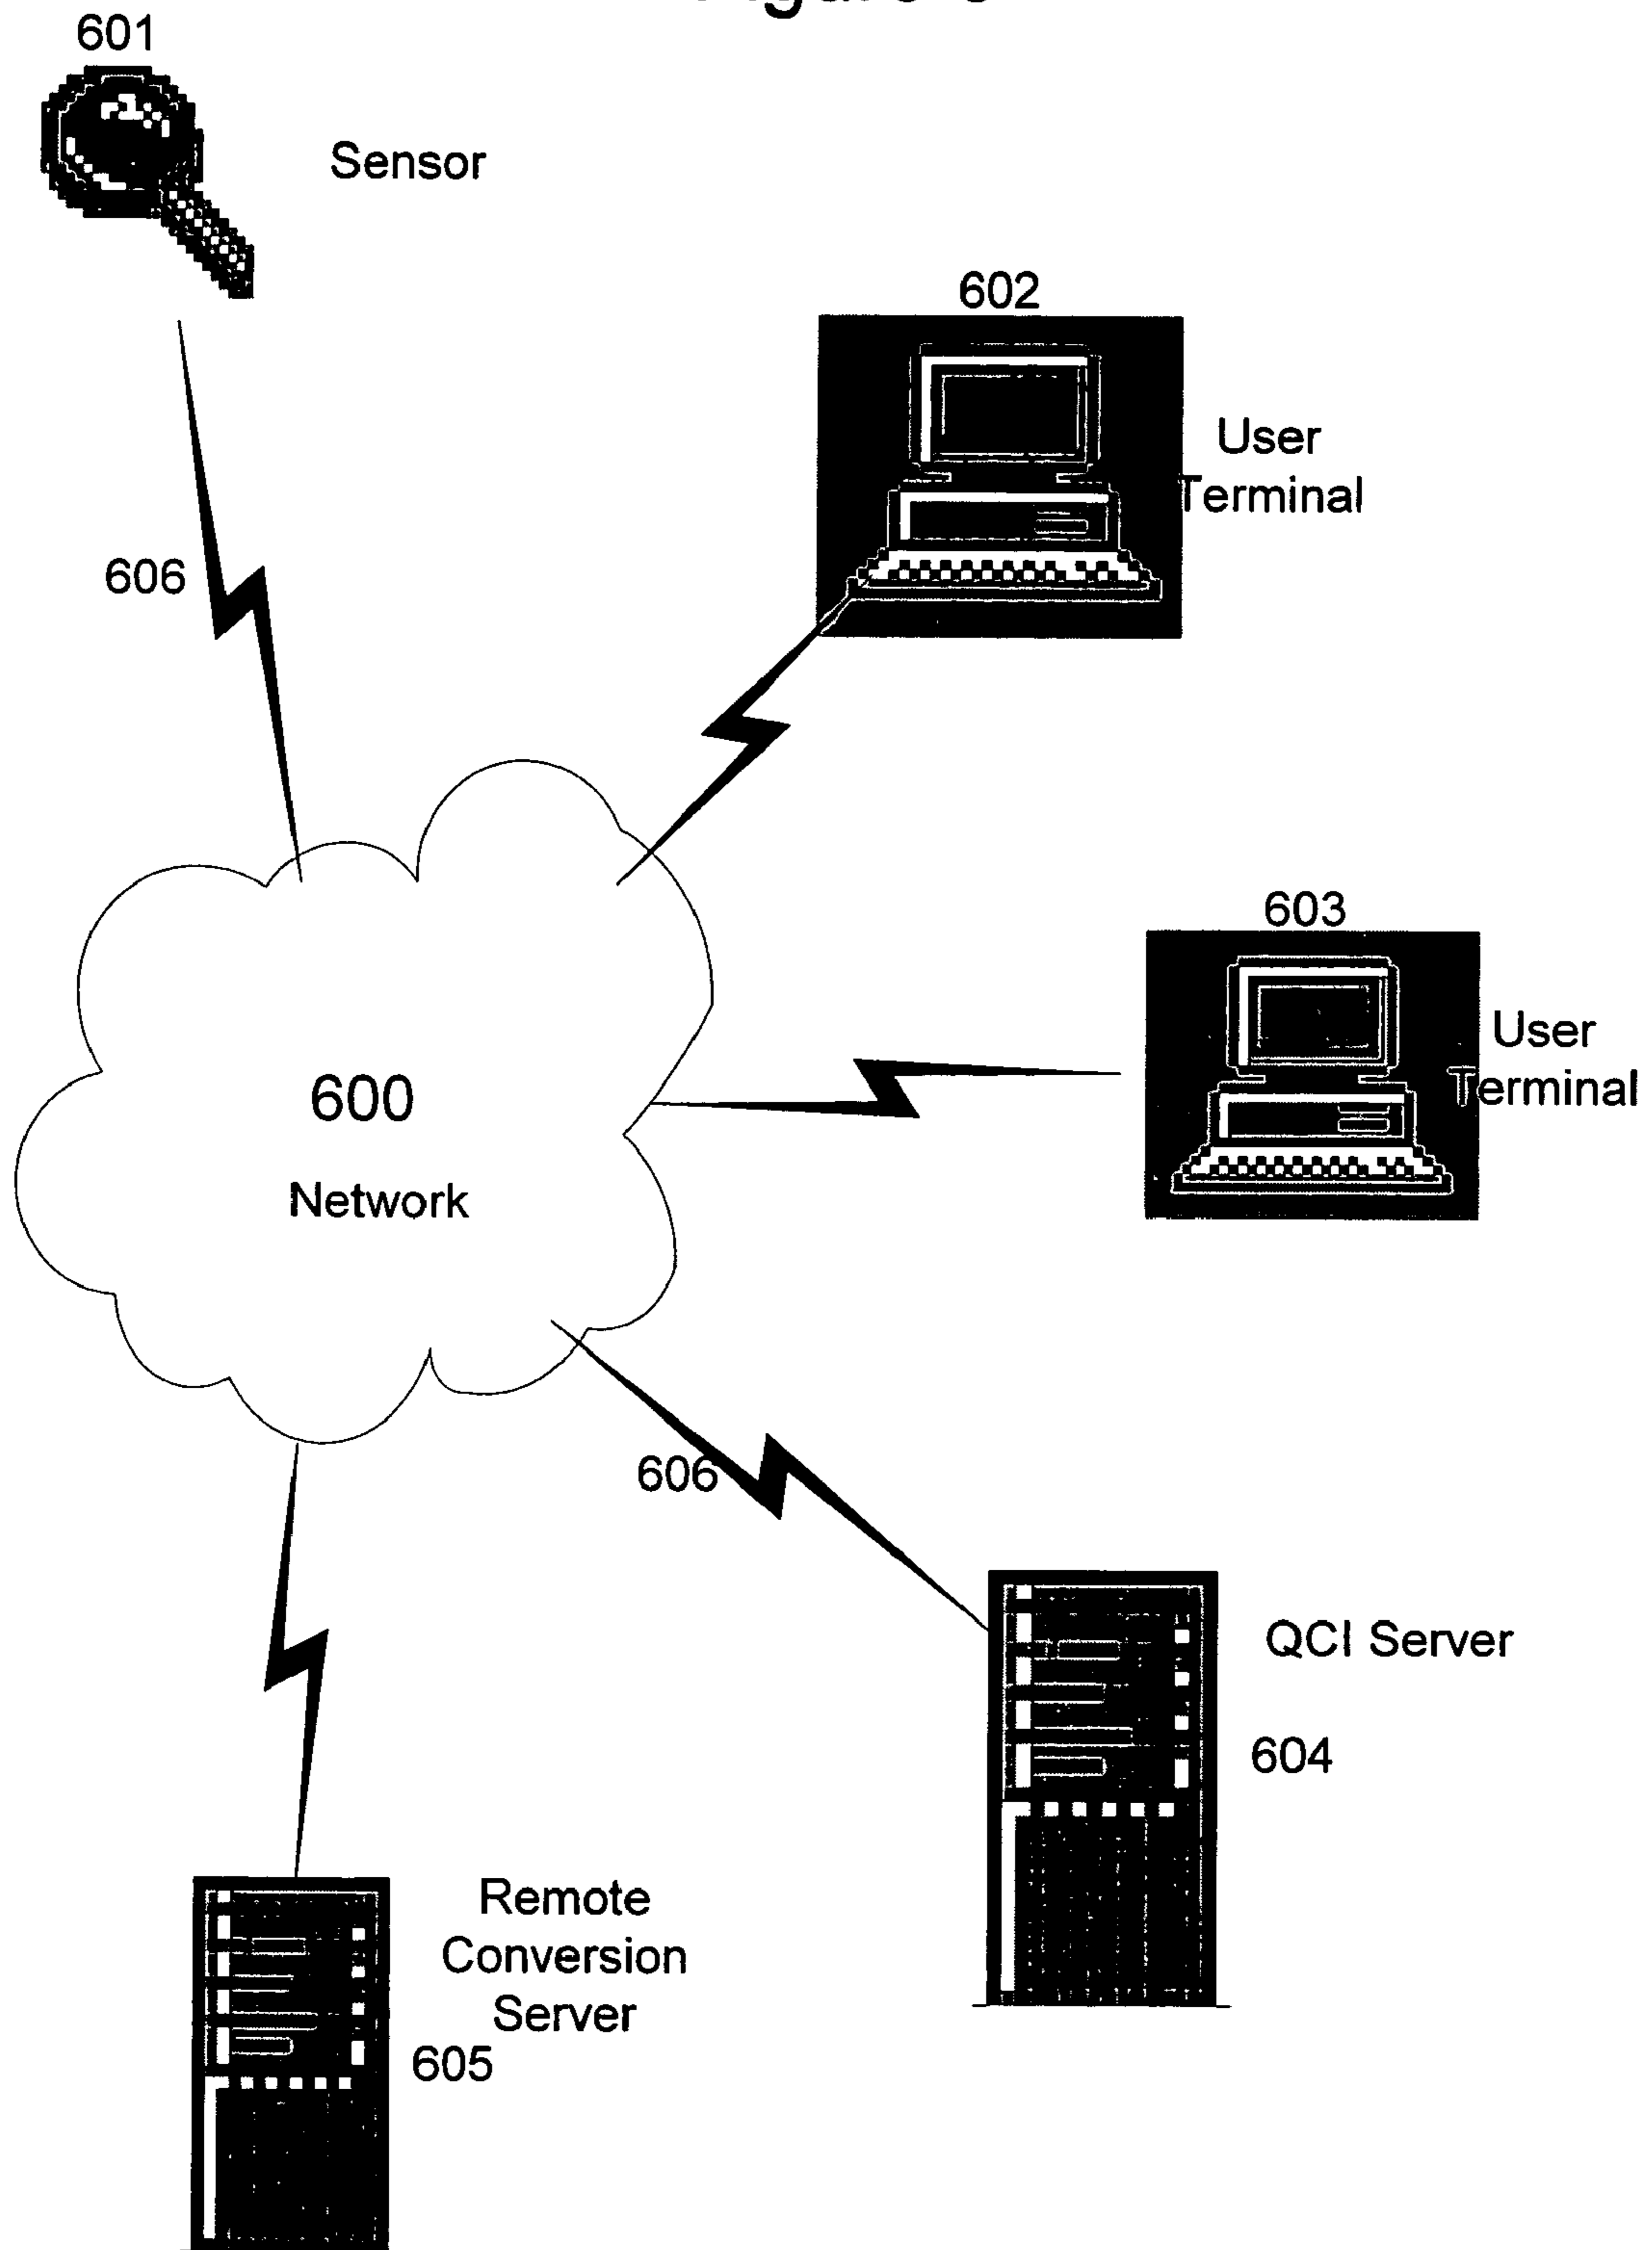 601
Sensor
602
User
Terminal
606
603
User
Terminal
600
Network
606
QCI Server
604
Remote
Conversion
Server
605